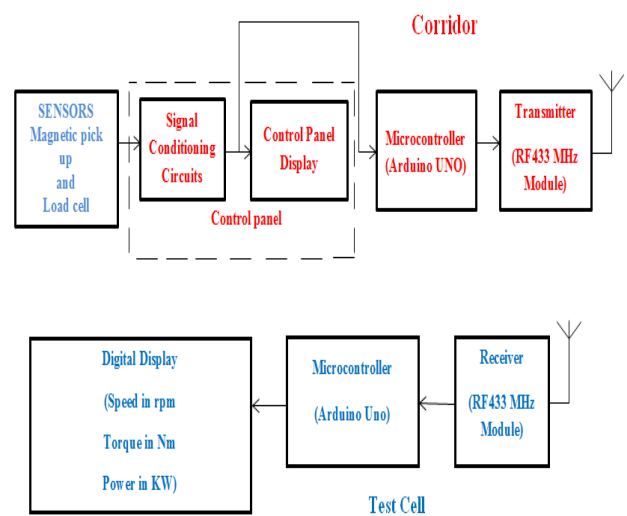 Corridor
SENSORS
Magnetic pick
up
and
Load cell
Signal
Conditioning
Circuits
Control Panel
Display
Control panel
Microcontroller
(Arduino UNO)
Transmitter
(RF433 MHz
Module)
Digital Display
(Speed in rpm
Torque in Nm
Power in KW)
Microcontroller
(Arduino Uno)
Receiver
(RF433 MHz
Module)
Test Cell